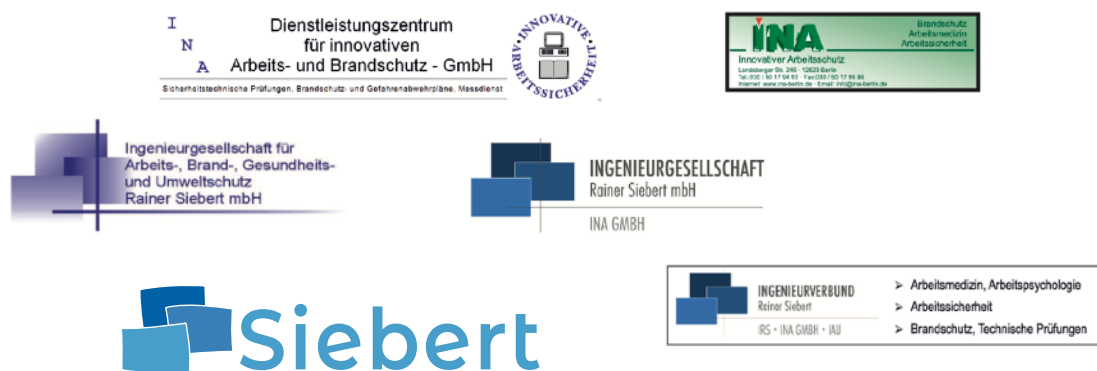 I
N
A
Dienstleistungszentrum
für innovativen
Arbeits- und Brandschutz - GmbH
Sicherheitstechnische Prüfungen, Brandschutz- und Gefahrenabwehrpläne, Messdienst
INNOVATIVE
ARBEITSSICHERHEIT
INA
Brandschutz
Arbeitsmedizin
Arbeitssicherheit
Innovativer Arbeitsschutz
Ingenieurgesellschaft für
Arbeits-, Brand-, Gesundheits-
und Umweltschutz
Rainer Siebert mbH
INGENIEURGESELLSCHAFT
Rainer Siebert mbH
INA GMBH
Siebert
INGENIEURVERBUND
Rainer Siebert
IRS • INA GMBH • IAU
➢ Arbeitsmedizin, Arbeitspsychologie
➢ Arbeitssicherheit
➢ Brandschutz, Technische Prüfungen